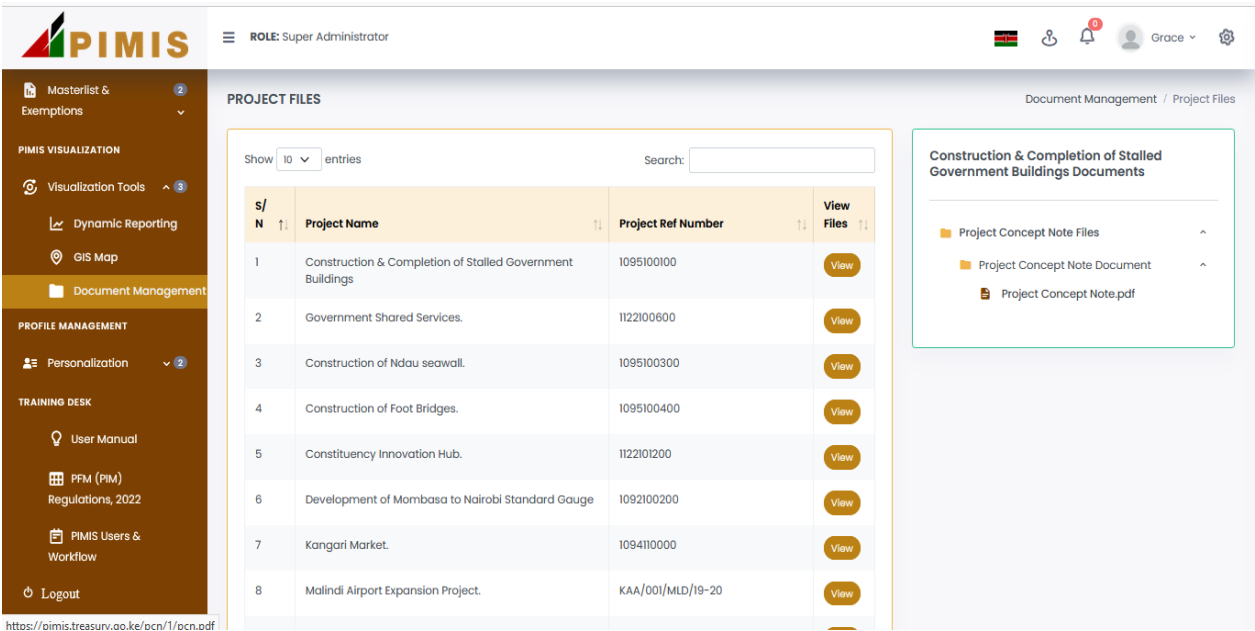 PIMIS
ROLE: Super Administrator
0
Grace
Masterlist &
Exemptions
2
PIMIS VISUALIZATION
Visualization Tools
3
Dynamic Reporting
GIS Map
Document Management
PROFILE MANAGEMENT
Personalization
2
TRAINING DESK
User Manual
PFM (PIM)
Regulations, 2022
PIMIS Users &
Workflow
Logout
https://pimis.treasury.go.ke/pcn/1/pcn.pdf
PROJECT FILES
Document Management / Project Files
Show 10 entries
Search:
S/
N
Project Name
Project Ref Number
View
Files
1
Construction & Completion of Stalled Government
Buildings
1095100100
View
2
Government Shared Services.
1122100600
View
3
Construction of Ndau seawall.
1095100300
View
4
Construction of Foot Bridges.
1095100400
View
5
Constituency Innovation Hub.
1122101200
View
6
Development of Mombasa to Nairobi Standard Gauge
1092100200
View
7
Kangari Market.
1094110000
View
8
Malindi Airport Expansion Project.
KAA/001/MLD/19-20
View
Construction & Completion of Stalled
Government Buildings Documents
Project Concept Note Files
Project Concept Note Document
Project Concept Note.pdf